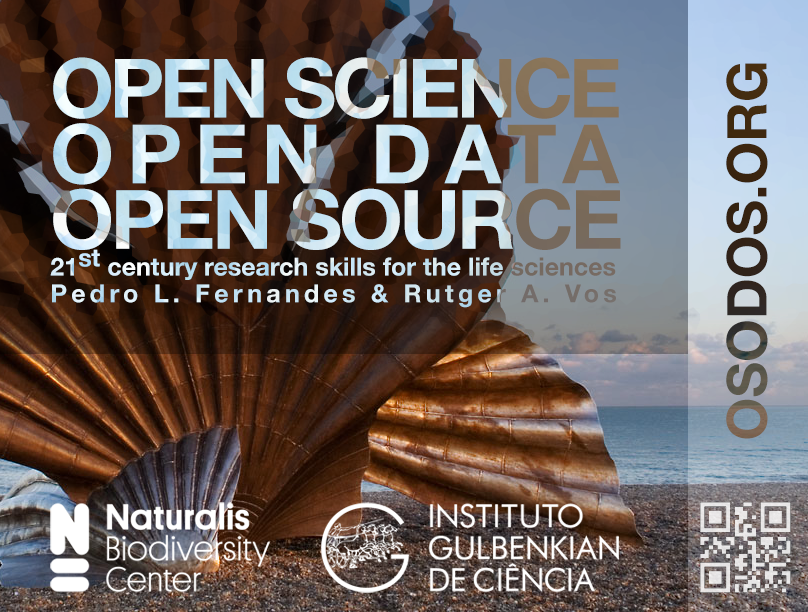 OPEN SCIENCE
OPEN DATA
OPEN SOURCE
21st century research skills for the life sciences
Pedro L. Fernandes & Rutger A. Vos
OSODOS.ORG
Naturalis
Biodiversity
Center
INSTITUTO
GULBENKIAN
DE CIÊNCIA